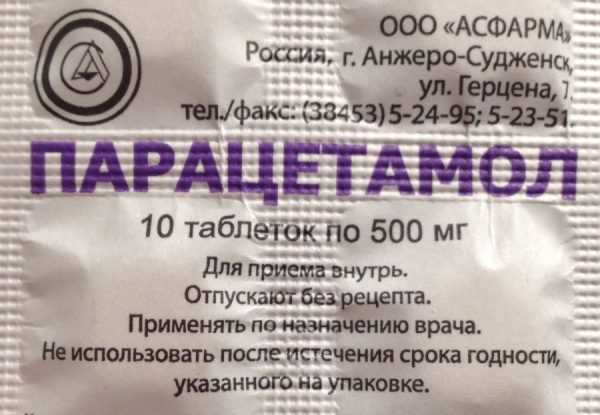 ООО «АСФАРМА»
Россия, г. Анжеро-Судженск,
ул. Герцена, 7.
тел./факс: (38453) 5-24-95; 5-23-51.
ПАРАЦЕТАМОЛ
10 таблеток по 500 мг
Для приема внутрь.
Отпускают без рецепта.
Применять по назначению врача.
Не использовать после истечения срока годности,
указанного на упаковке.